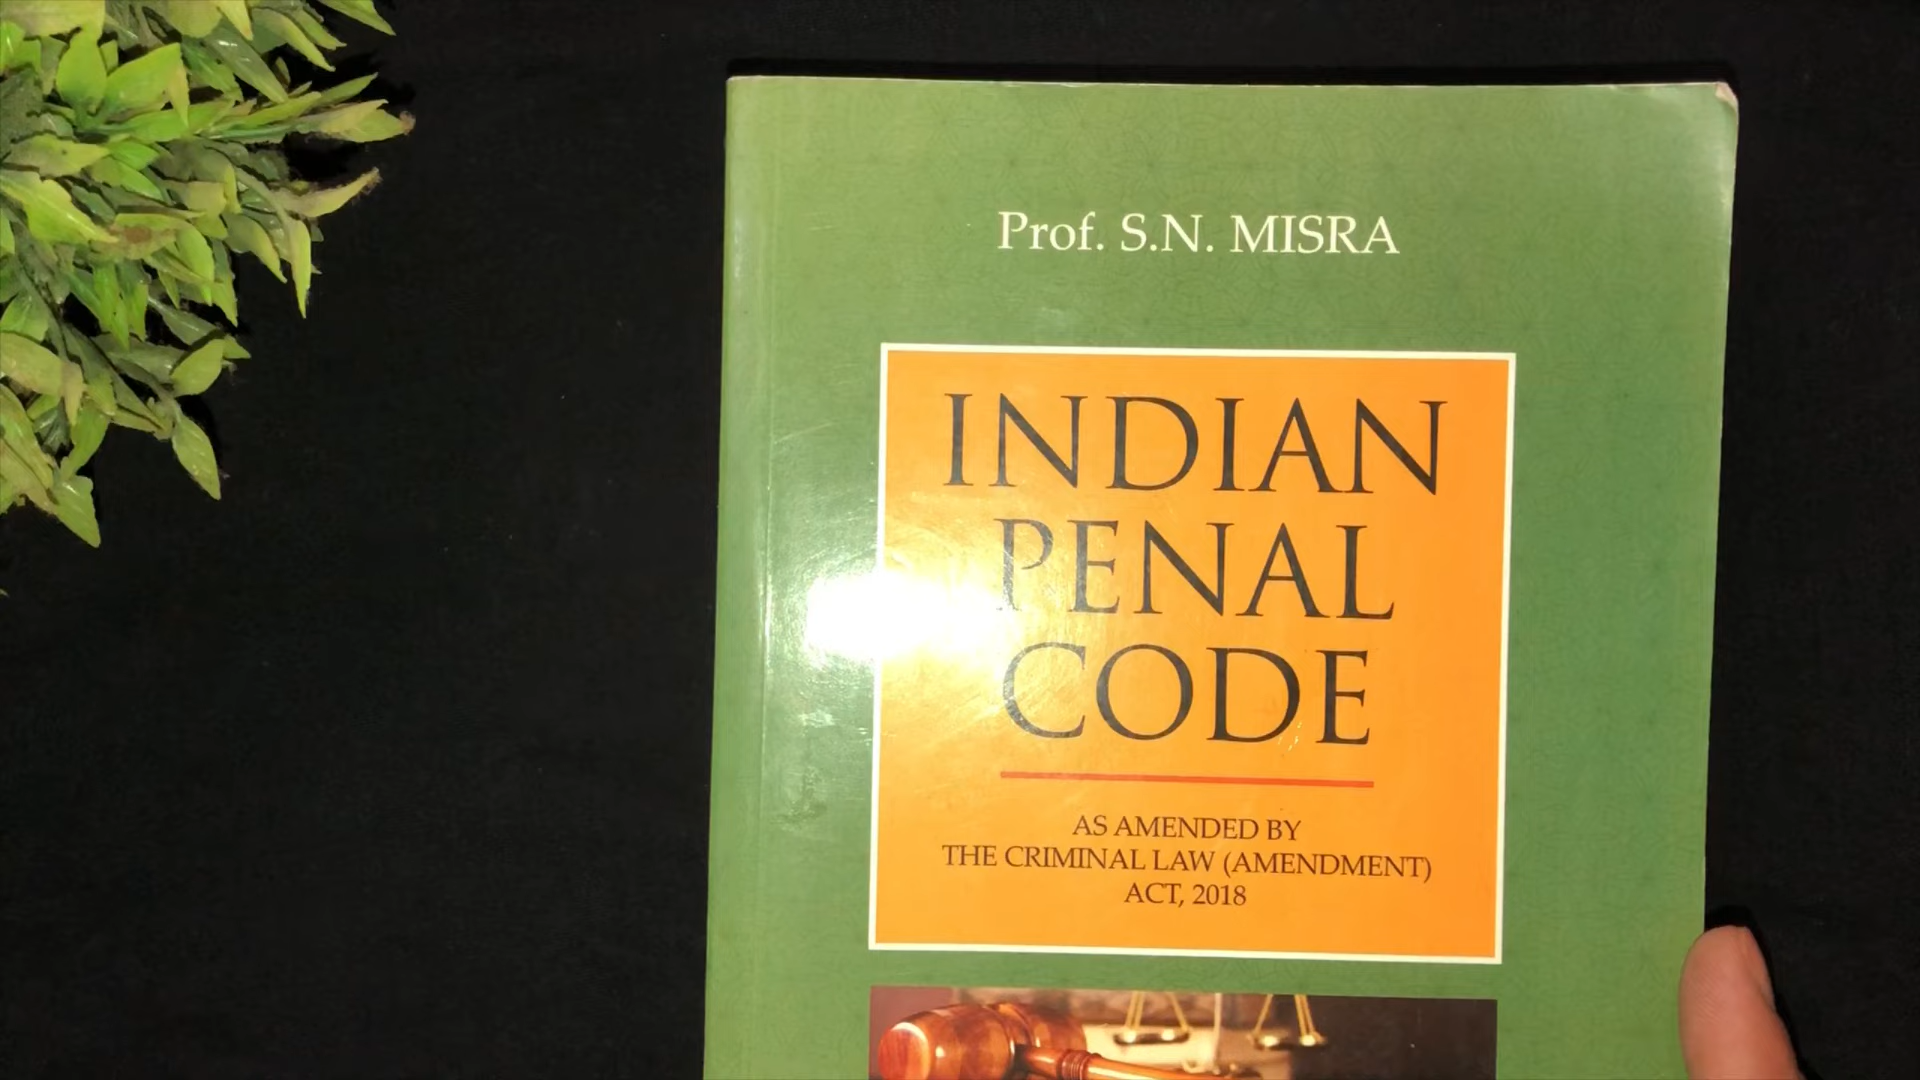 Prof. S.N. MISRA
INDIAN
PENAL
CODE
AS AMENDED BY
THE CRIMINAL LAW (AMENDMENT)
ACT, 2018